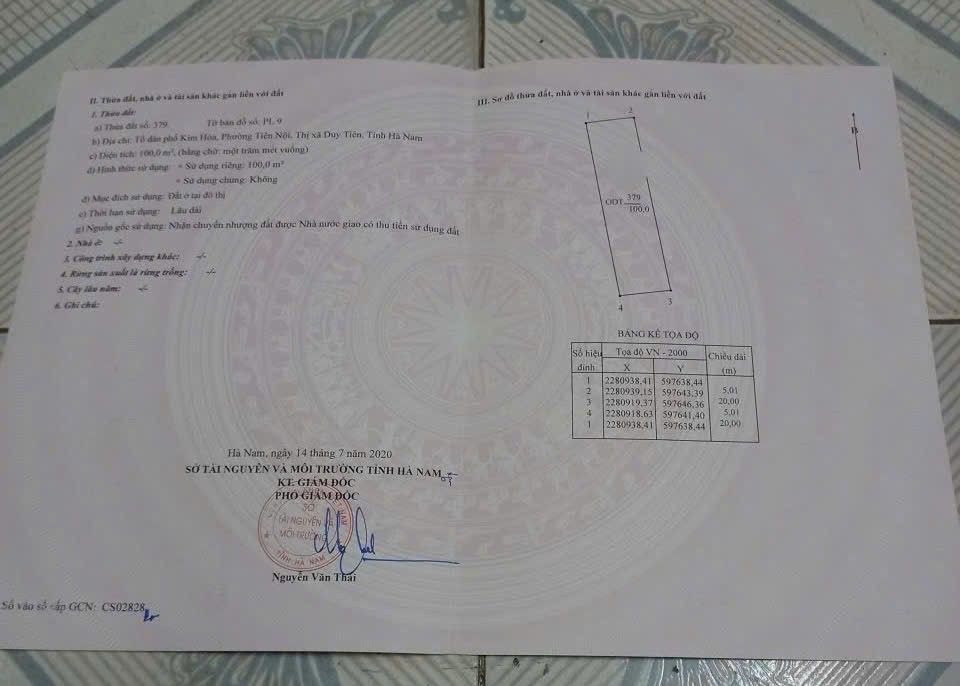 II. Thửa đất, nhà ở và tài sản khác gắn liền với đất
1. Thửa đất:
a) Thửa đất số: 379 Tờ bản đồ số: PL 9
b) Địa chỉ: Tổ dân phố Kim Hòa, Phường Tiên Nội, Thị xã Duy Tiên, Tỉnh Hà Nam
c) Diện tích: 100,0 m², (bằng chữ: một trăm mét vuông)
d) Hình thức sử dụng: + Sử dụng riêng: 100,0 m²
+ Sử dụng chung: Không
đ) Mục đích sử dụng: Đất ở tại đô thị
e) Thời hạn sử dụng: Lâu dài
g) Nguồn gốc sử dụng: Nhận chuyển nhượng đất được Nhà nước giao có thu tiền sử dụng đất
2. Nhà ở: -/-
3. Công trình xây dựng khác: -/-
4. Rừng sản xuất là rừng trồng: -/-
5. Cây lâu năm: -/-
6. Ghi chú:
Hà Nam, ngày 14 tháng 7 năm 2020
SỞ TÀI NGUYÊN VÀ MÔI TRƯỜNG TỈNH HÀ NAM
KT. GIÁM ĐỐC
PHÓ GIÁM ĐỐC
SỞ
TÀI NGUYÊN VÀ
MÔI TRƯỜNG
TỈNH HÀ NAM
Nguyễn Văn Thái
Số vào sổ cấp GCN: CS02828
III. Sơ đồ thửa đất, nhà ở và tài sản khác gắn liền với đất
B
1 2
ODT 379
100,0
4 3
BẢNG KÊ TỌA ĐỘ
Số hiệu đỉnh Tọa độ VN - 2000 Chiều dài (m)
X Y
1 2280938,41 597638,44
5,01
2 2280939,15 597643,39
20,00
3 2280919,37 597646,36
5,01
4 2280918,63 597641,40
20,00
1 2280938,41 597638,44